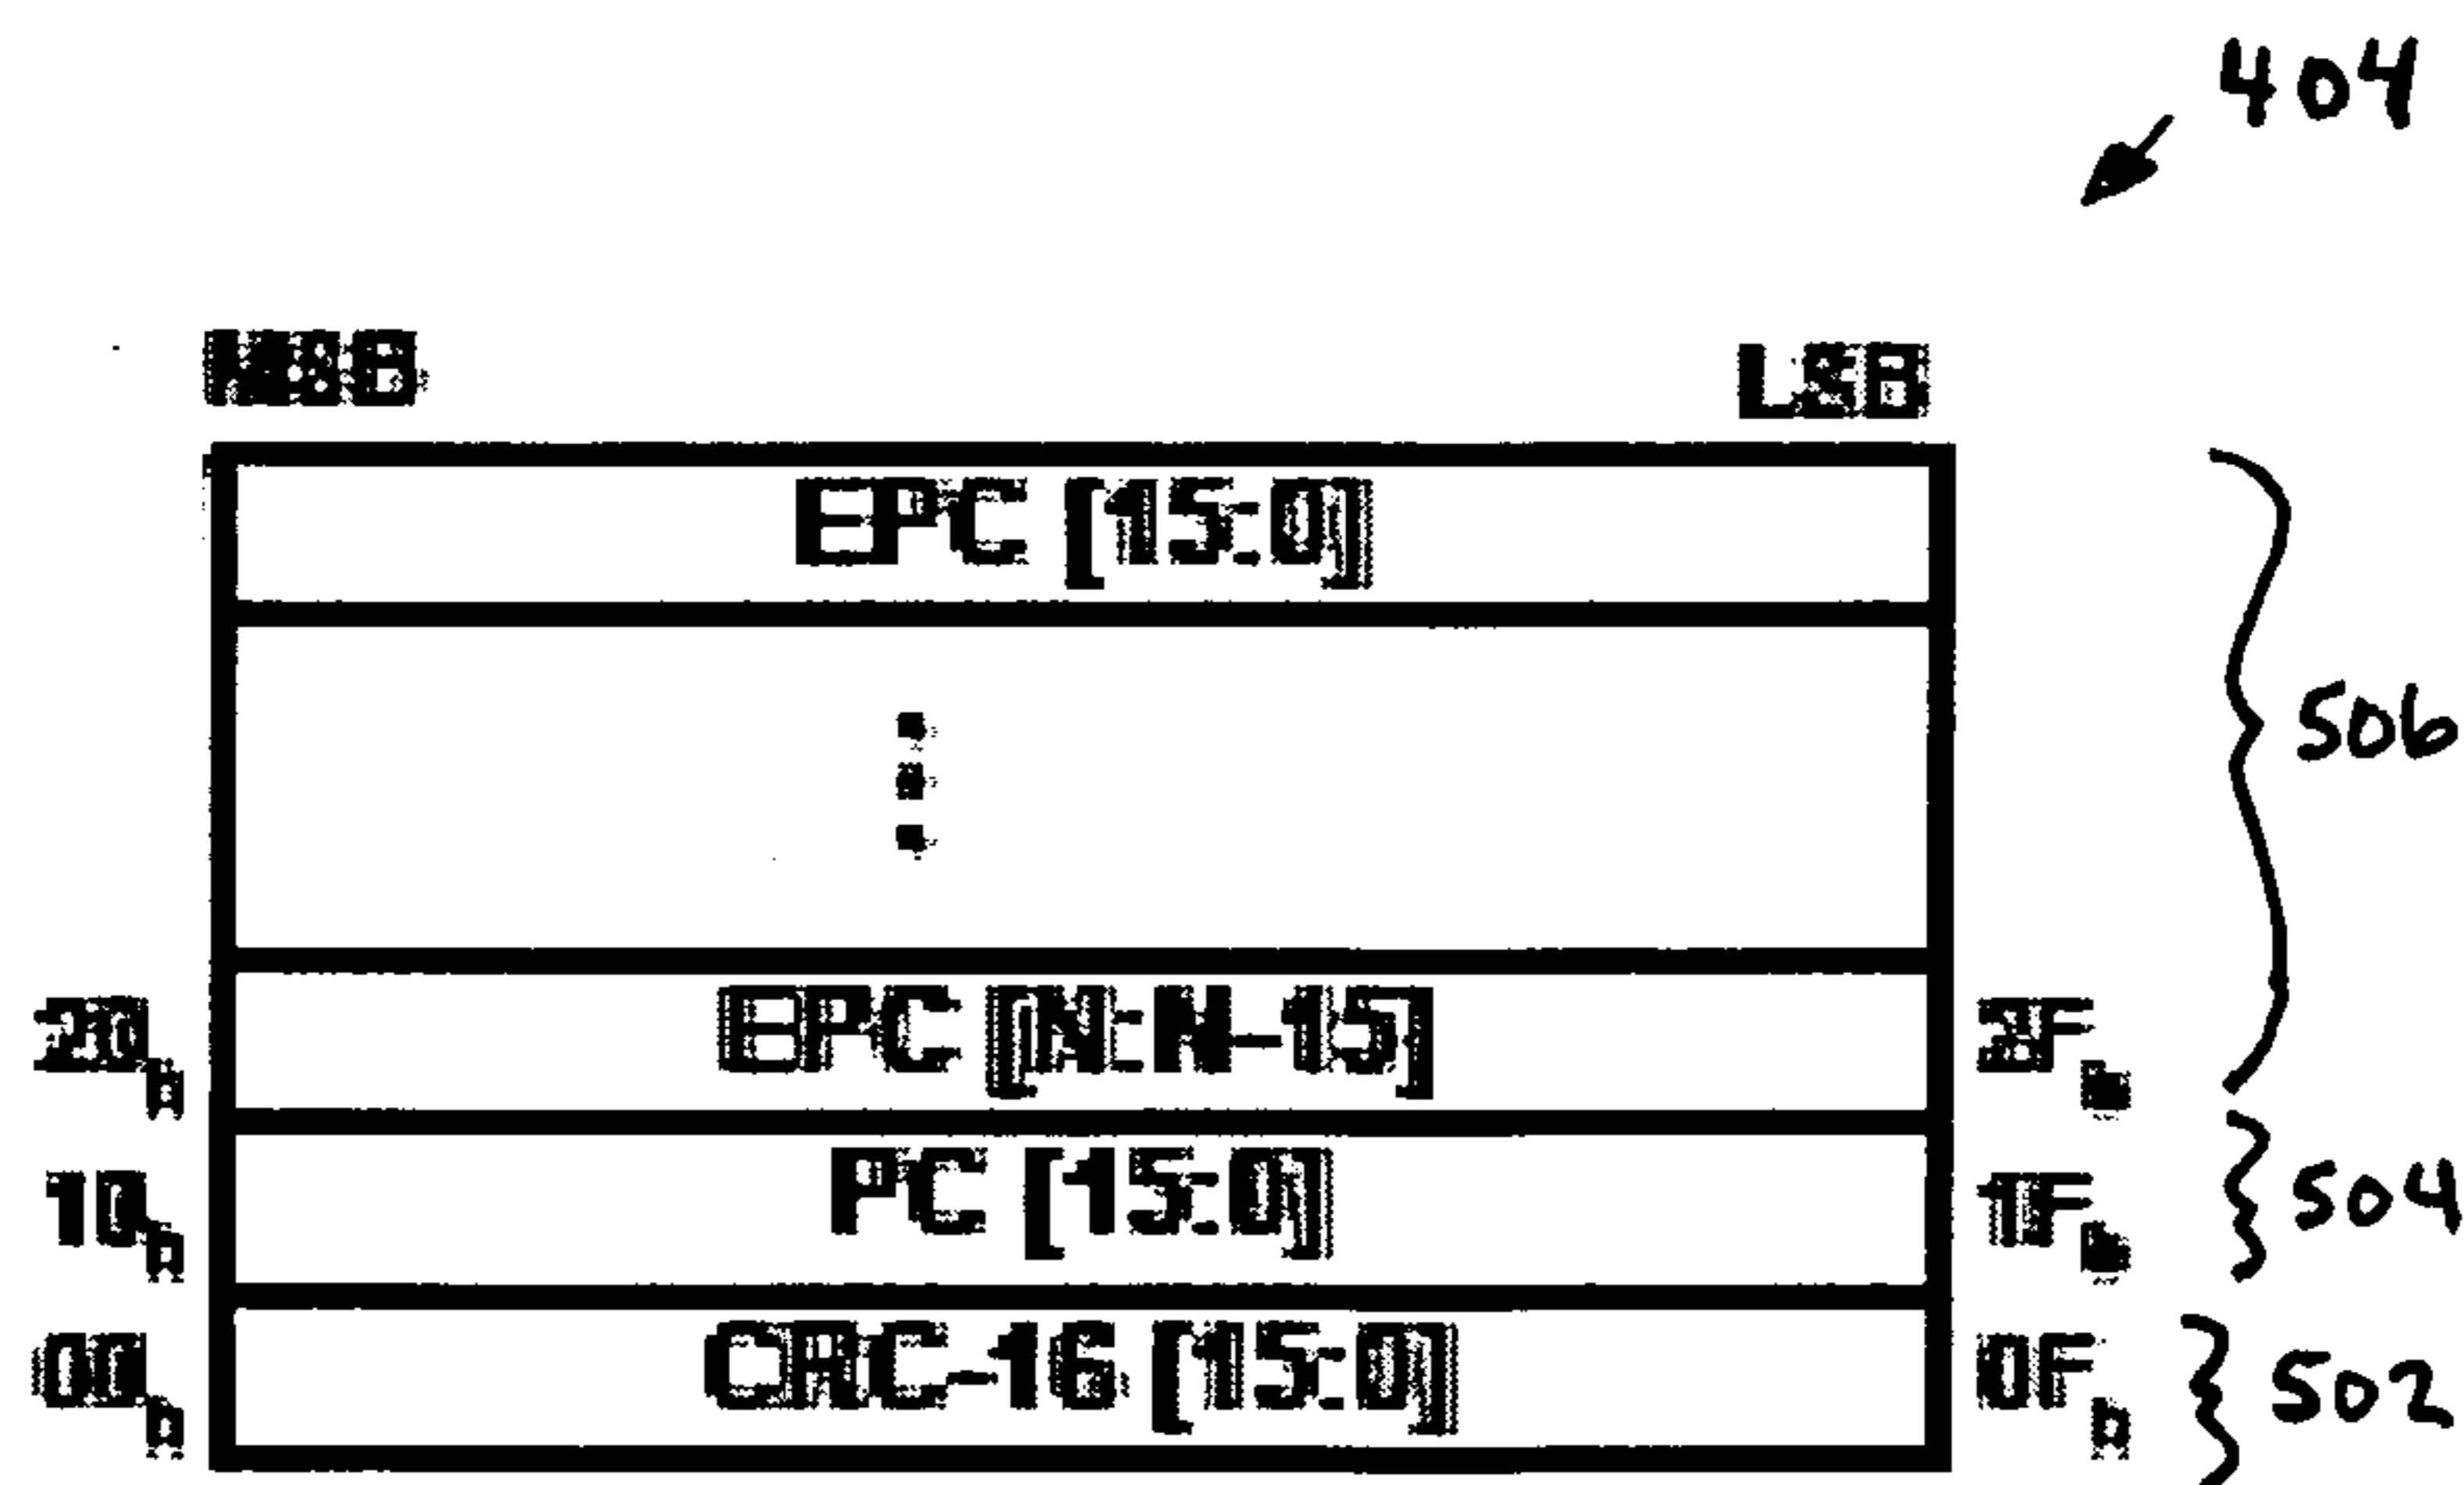 404
MSB LSB
EPC [15:0]
506
20h EPC [N:N-15] 2Fh
10h PC [15:0] 1Fh 504
00h CRC-16 [15:0] 0Fh 502